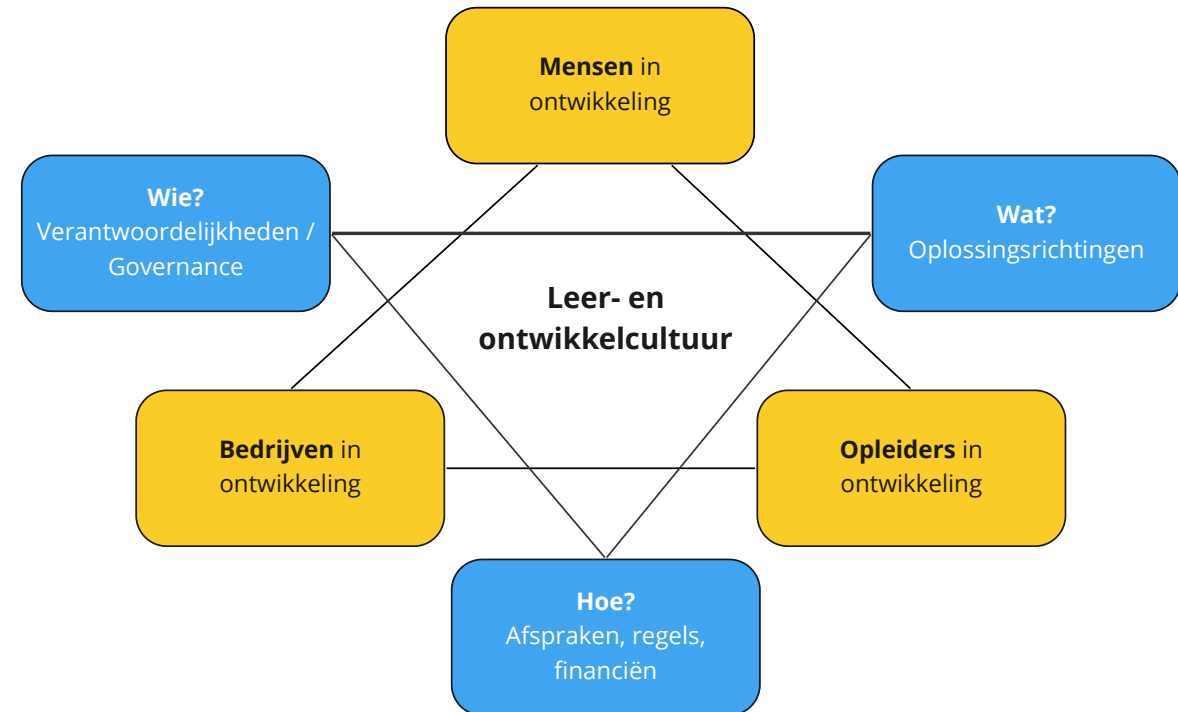 Mensen in
ontwikkeling
Wie?
Verantwoordelijkheden /
Governance
Wat?
Oplossingsrichtingen
Leer- en
ontwikkelcultuur
Bedrijven in
ontwikkeling
Opleiders in
ontwikkeling
Hoe?
Afspraken, regels,
financiën